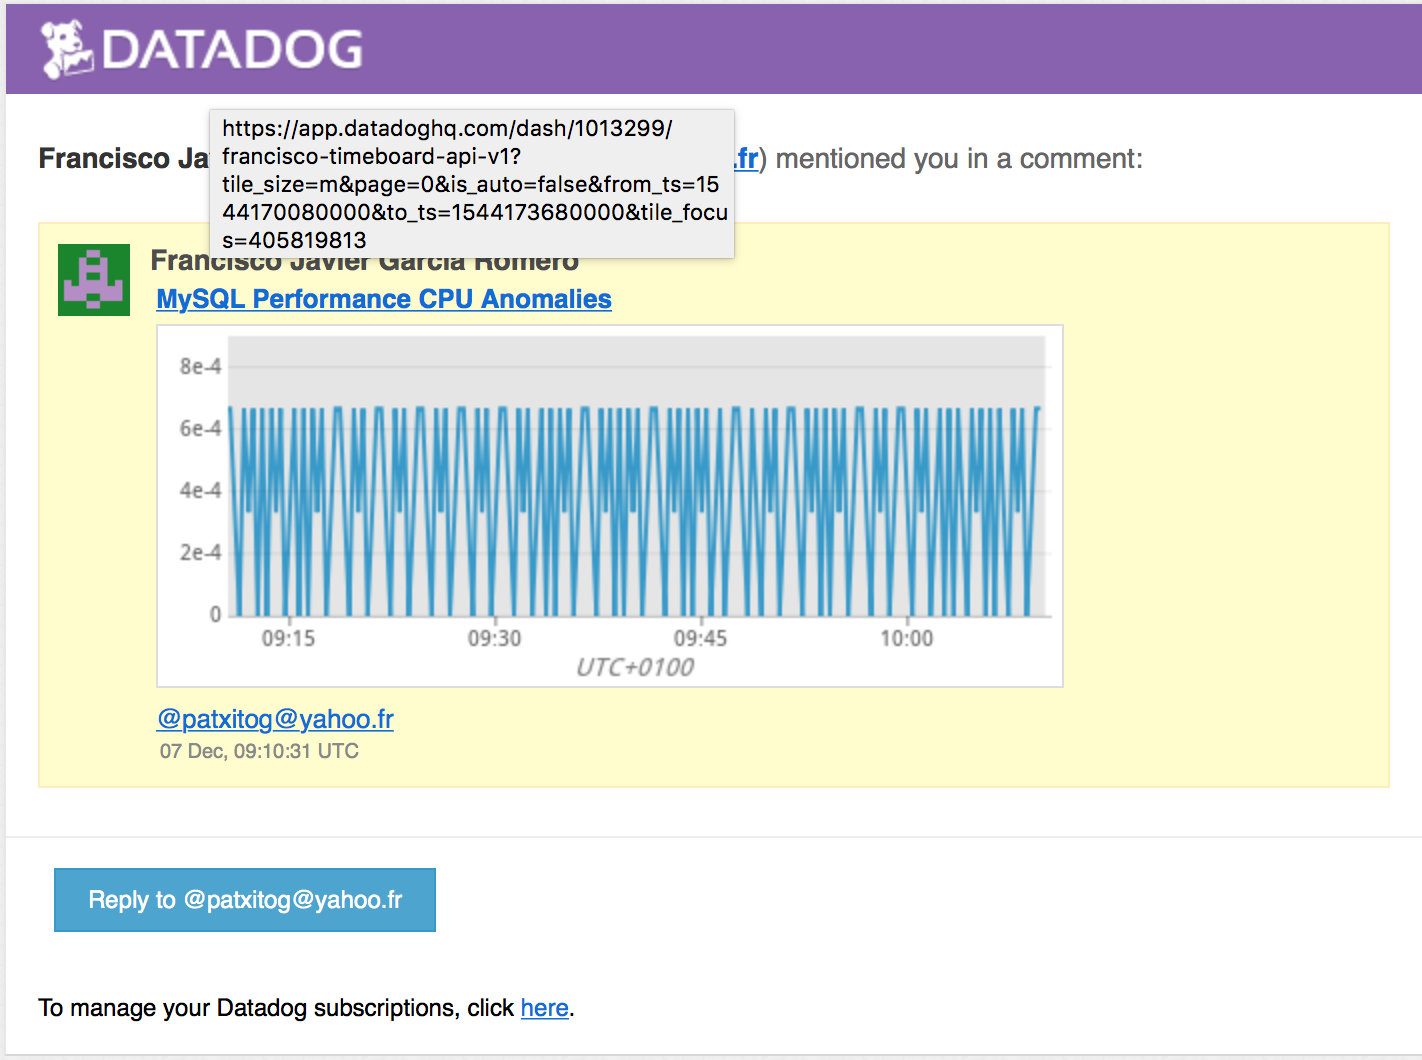 DATADOG
https://app.datadoghq.com/dash/1013299/
francisco-timeboard-api-v1?
tile_size=m&page=0&is_auto=false&from_ts=15
44170080000&to_ts=1544173680000&tile_focu
s=405819813
Francisco Ja .fr) mentioned you in a comment:
Francisco Javier Garcia Romero
MySQL Performance CPU Anomalies
8e-4
6e-4
4e-4
2e-4
0
09:15 09:30 09:45 10:00
UTC+0100
@patxitog@yahoo.fr
07 Dec, 09:10:31 UTC
Reply to @patxitog@yahoo.fr
To manage your Datadog subscriptions, click here.